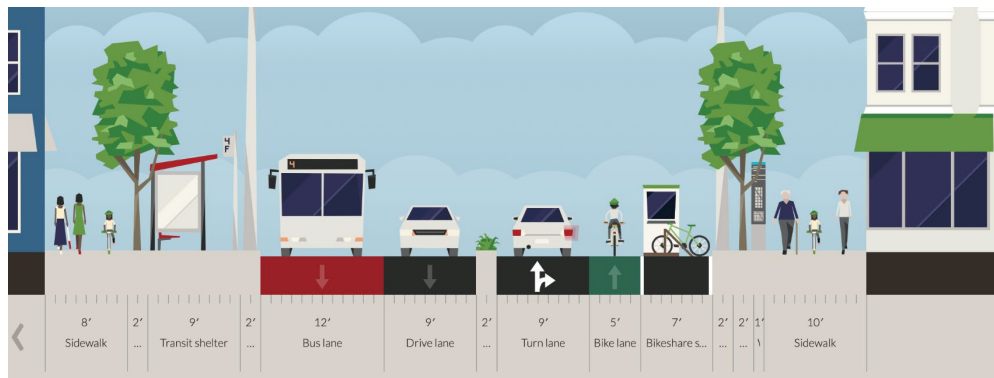 4
F
4
8′ 2′ 9′ 2′ 12′ 9′ 2′ 9′ 5′ 7′ 2′ 2′ 1′ 10′
Sidewalk ... Transit shelter ... Bus lane Drive lane ... Turn lane Bike lane Bikeshare s... ... ... Sidewalk